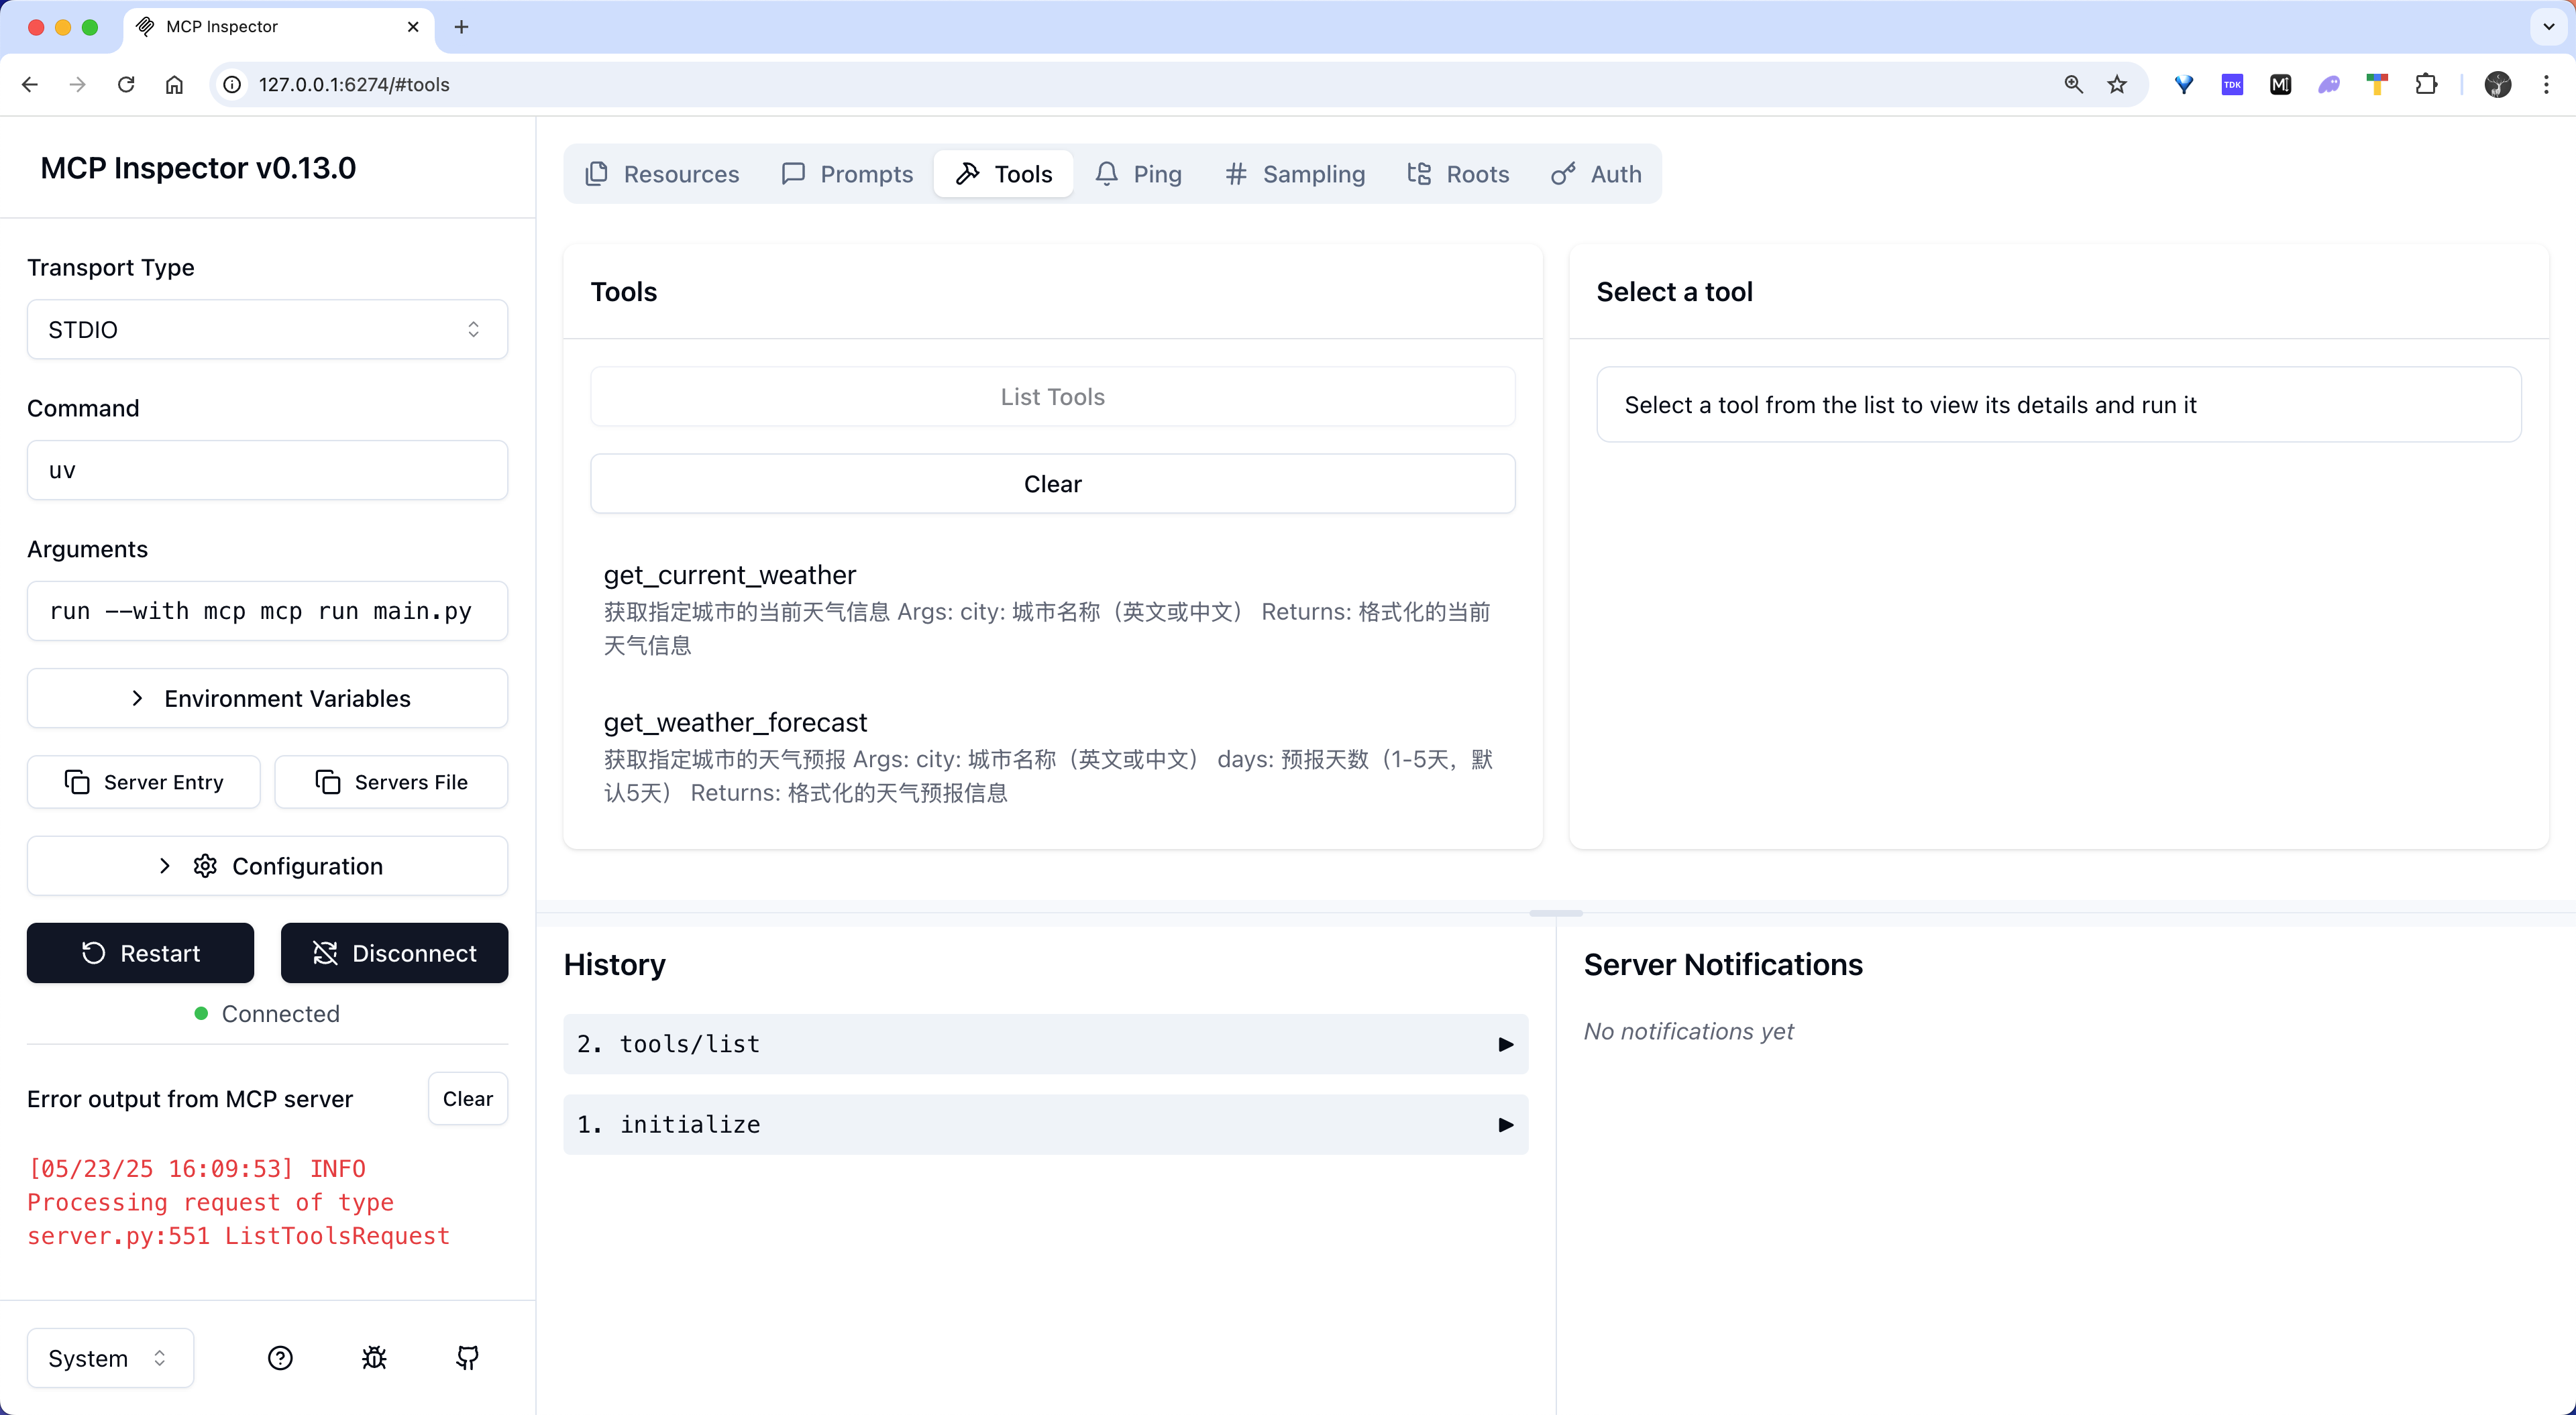 MCP Inspector
127.0.0.1:6274/#tools
TDK
MCP Inspector v0.13.0
Transport Type
STDIO
Command
uv
Arguments
run --with mcp mcp run main.py
Environment Variables
Server Entry
Servers File
Configuration
Restart
Disconnect
Connected
Error output from MCP server
Clear
[05/23/25 16:09:53] INFO
Processing request of type
server.py:551 ListToolsRequest
System
Resources
Prompts
Tools
Ping
Sampling
Roots
Auth
Tools
List Tools
Clear
get_current_weather
获取指定城市的当前天气信息 Args: city: 城市名称（英文或中文） Returns: 格式化的当前
天气信息
get_weather_forecast
获取指定城市的天气预报 Args: city: 城市名称（英文或中文） days: 预报天数（1-5天，默
认5天） Returns: 格式化的天气预报信息
Select a tool
Select a tool from the list to view its details and run it
History
2. tools/list
1. initialize
Server Notifications
No notifications yet